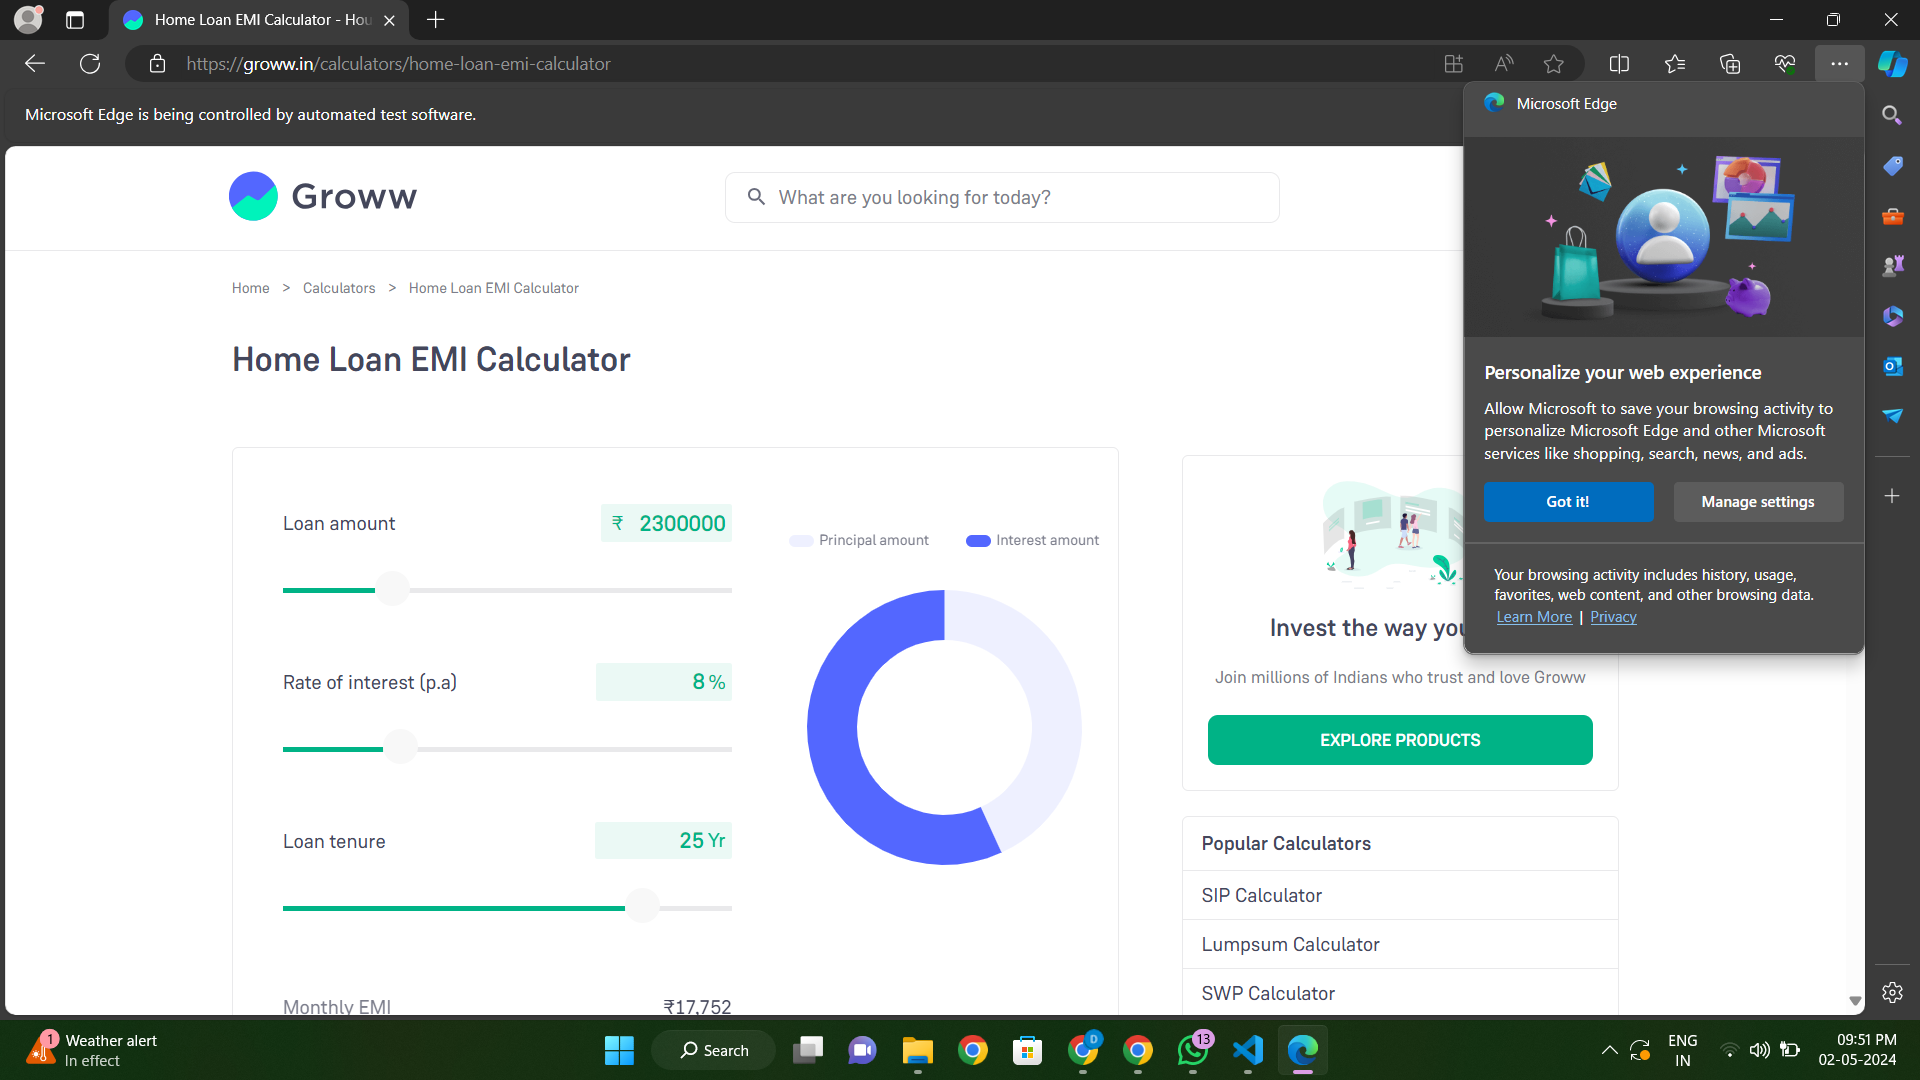 Home Loan EMI Calculator - Hou
https://groww.in/calculators/home-loan-emi-calculator
Microsoft Edge is being controlled by automated test software.
Microsoft Edge
Personalize your web experience
Allow Microsoft to save your browsing activity to
personalize Microsoft Edge and other Microsoft
services like shopping, search, news, and ads.
Got it!
Manage settings
Your browsing activity includes history, usage,
favorites, web content, and other browsing data.
Learn More | Privacy
Groww
What are you looking for today?
Home > Calculators > Home Loan EMI Calculator
Home Loan EMI Calculator
Loan amount
₹ 2300000
Rate of interest (p.a)
8 %
Loan tenure
25 Yr
Monthly EMI
₹17,752
Principal amount
Interest amount
Invest the way you
Join millions of Indians who trust and love Groww
EXPLORE PRODUCTS
Popular Calculators
SIP Calculator
Lumpsum Calculator
SWP Calculator
1
Weather alert
In effect
Search
D
13
ENG
IN
09:51 PM
02-05-2024